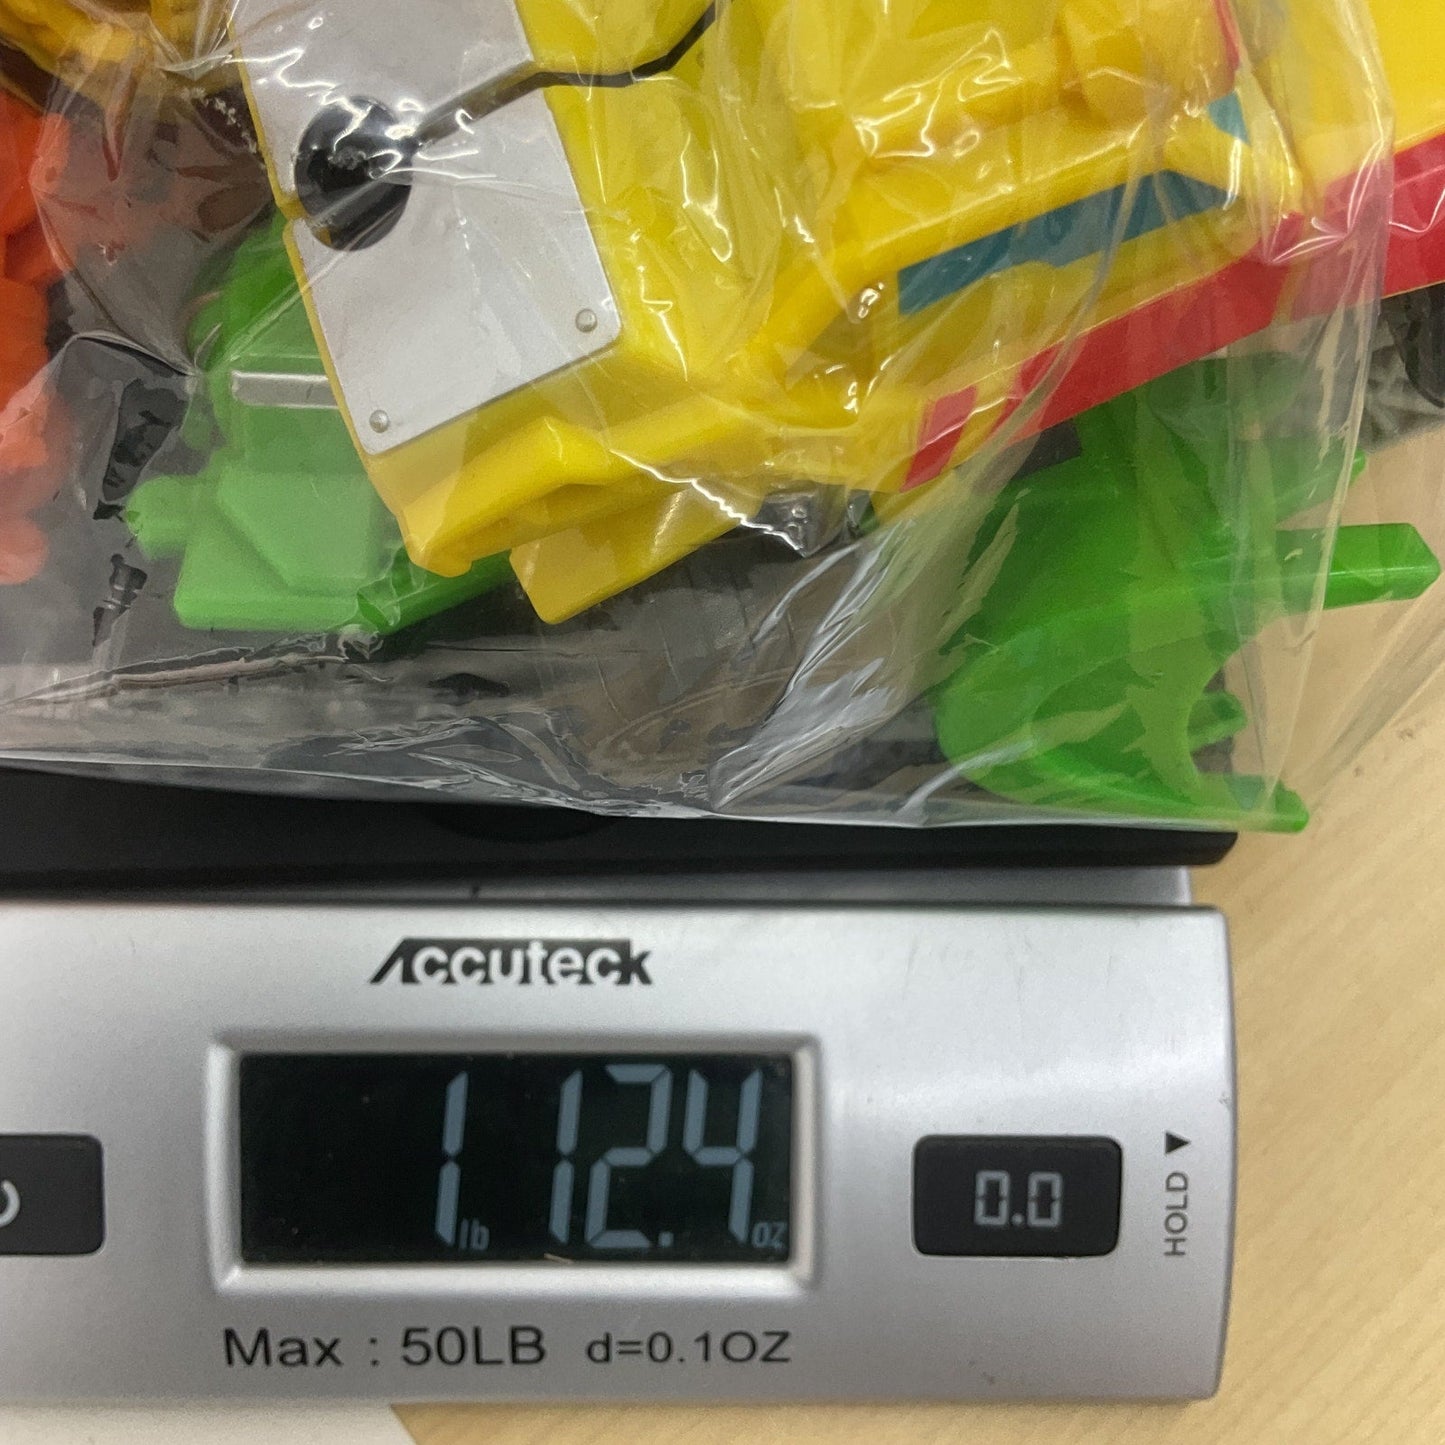 Accuteck
1 lb 12.4 oz
0.0
HOLD ▼
Max : 50LB d=0.1OZ